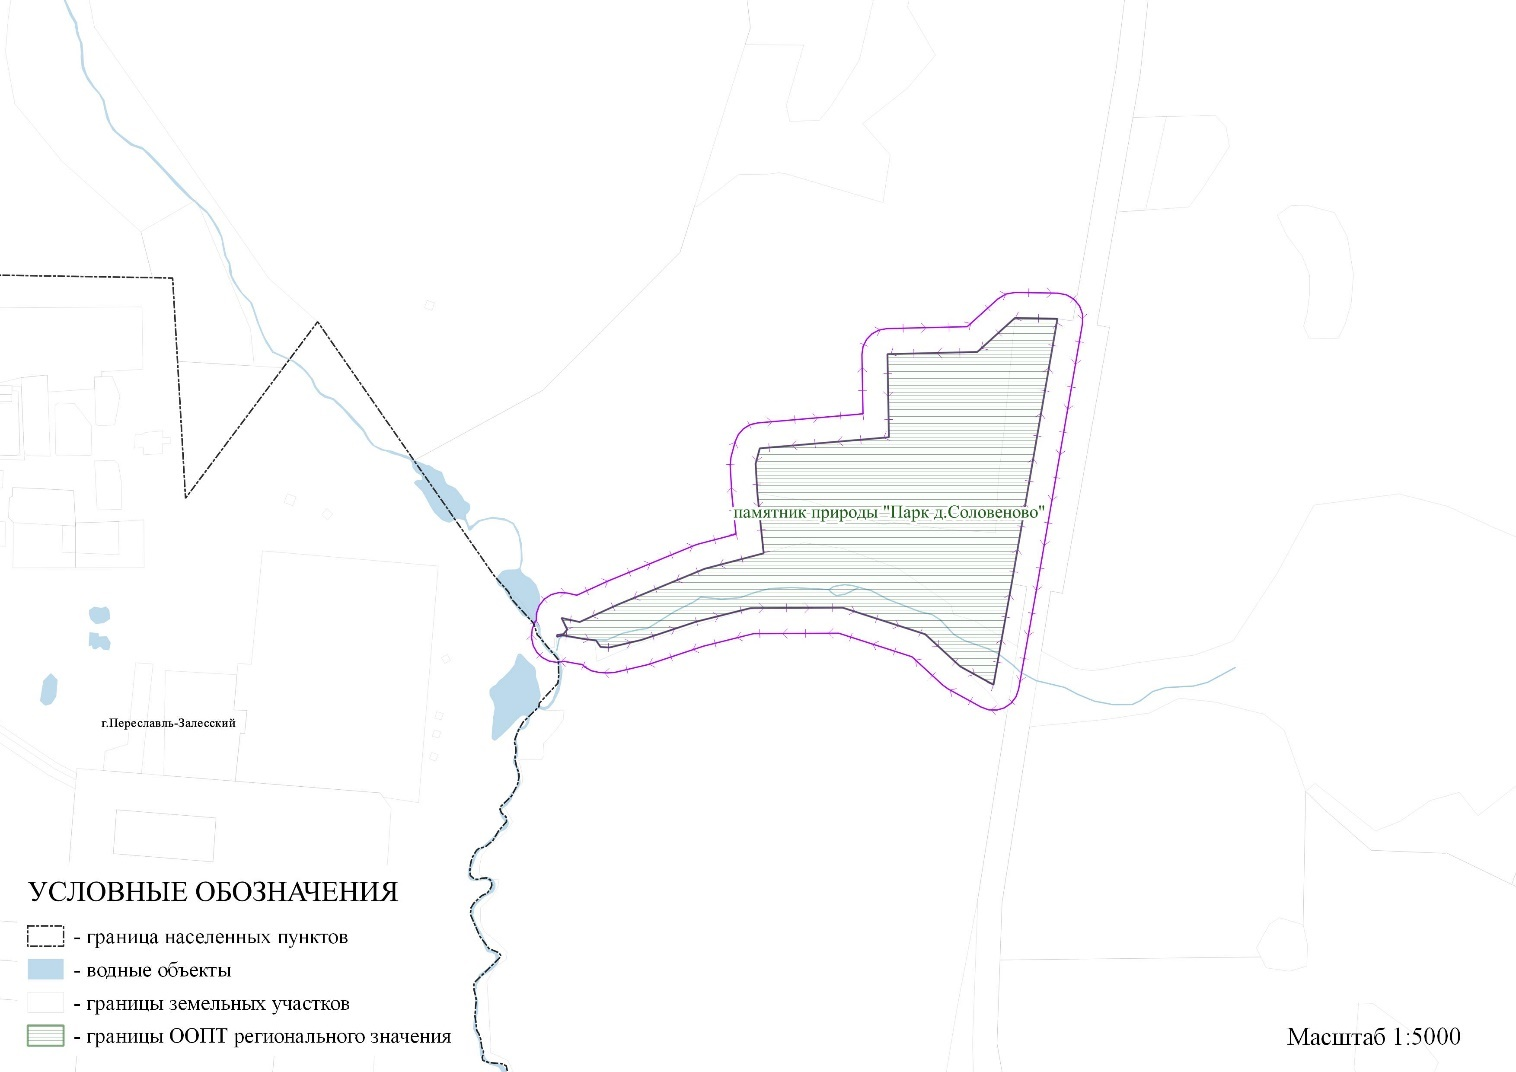 памятник природы "Парк д.Соловеново"
г.Переславль-Залесский
УСЛОВНЫЕ ОБОЗНАЧЕНИЯ
- граница населенных пунктов
- водные объекты
- границы земельных участков
- границы ООПТ регионального значения
Масштаб 1:5000